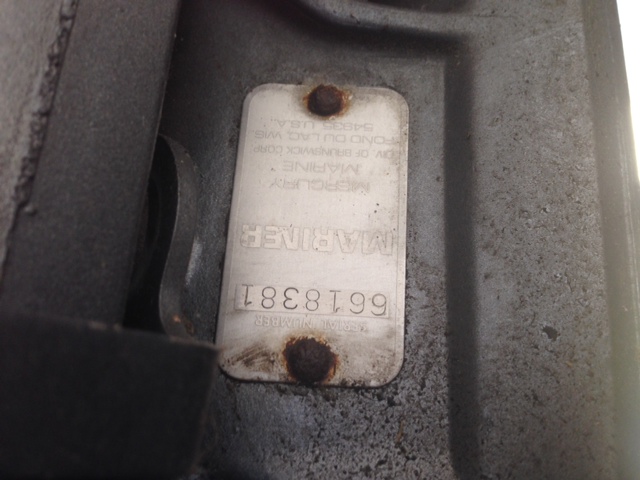 SERIAL NUMBER
6618381
MARINER
MERCURY
MARINE
DIV. OF BRUNSWICK CORP
FOND DU LAC, WIS
54935 U.S.A.